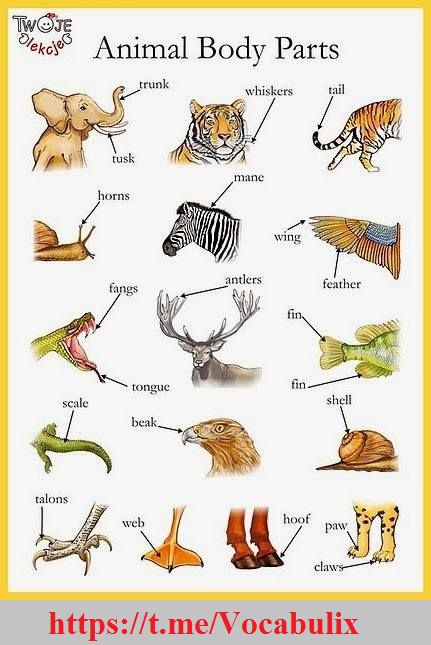 TWOJE
lekcje
Animal Body Parts
trunk
whiskers
tail
tusk
horns
mane
wing
feather
fangs
antlers
fin
tongue
fin
scale
beak
shell
talons
web
hoof
paw
claws
https://t.me/Vocabulix